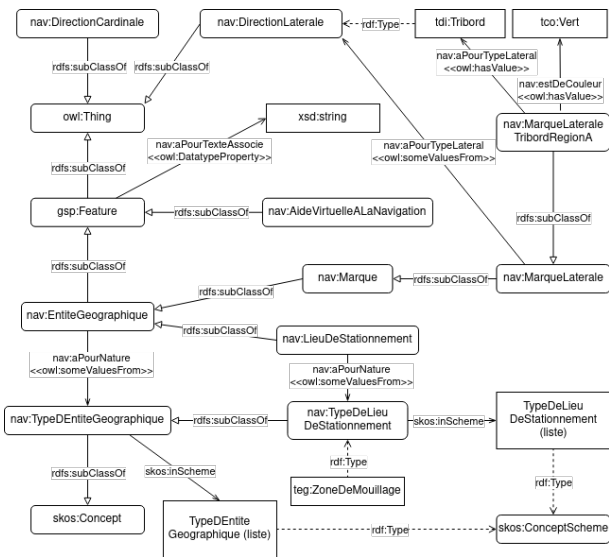 nav:DirectionCardinale
nav:DirectionLaterale
rdf:Type
tdi:Tribord
tco:Vert
rdfs:subClassOf
rdfs:subClassOf
nav:aPourTypeLateral
<<owl:hasValue>>
nav:estDeCouleur
<<owl:hasValue>>
owl:Thing
xsd:string
nav:MarqueLaterale
TribordRegionA
rdfs:subClassOf
nav:aPourTexteAssocie
<<owl:DatatypeProperty>>
nav:aPourTypeLateral
<<owl:someValuesFrom>>
gsp:Feature
rdfs:subClassOf
nav:AideVirtuelleALaNavigation
rdfs:subClassOf
rdfs:subClassOf
nav:Marque
rdfs:subClassOf
nav:MarqueLaterale
rdfs:subClassOf
nav:EntiteGeographique
rdfs:subClassOf
nav:LieuDeStationnement
nav:aPourNature
<<owl:someValuesFrom>>
nav:aPourNature
<<owl:someValuesFrom>>
nav:TypeDEntiteGeographique
rdfs:subClassOf
nav:TypeDeLieu
DeStationnement
skos:inScheme
TypeDeLieu
DeStationnement
(liste)
rdfs:subClassOf
skos:inScheme
rdf:Type
rdf:Type
teg:ZoneDeMouillage
skos:Concept
TypeDEntite
Geographique (liste)
rdf:Type
skos:ConceptScheme